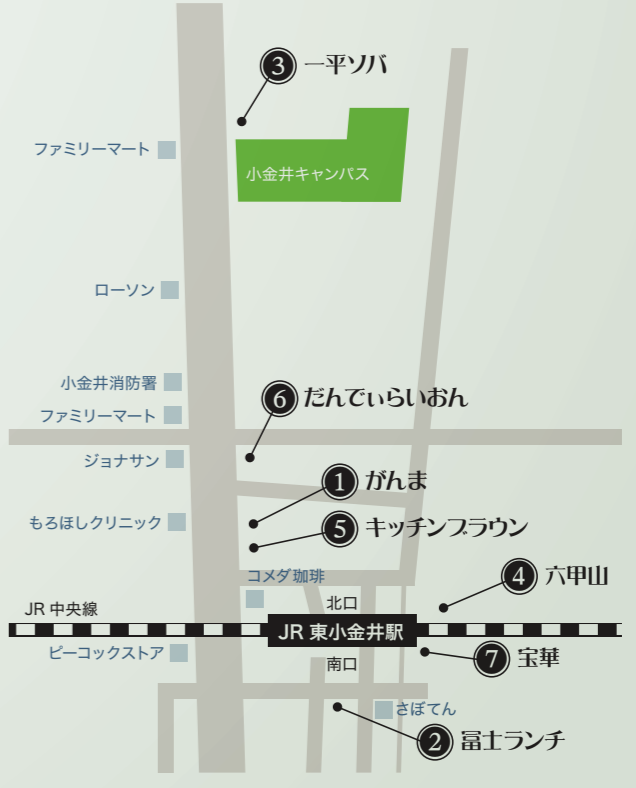 3 一平ソバ
ファミリーマート
小金井キャンパス
ローソン
小金井消防署
6 だんでぃらいおん
ファミリーマート
ジョナサン
1 がんま
もろほしクリニック
5 キッチンブラウン
コメダ珈琲
4 六甲山
北口
JR 中央線
JR 東小金井駅
ピーコックストア
南口
7 宝華
さぼてん
2 冨士ランチ